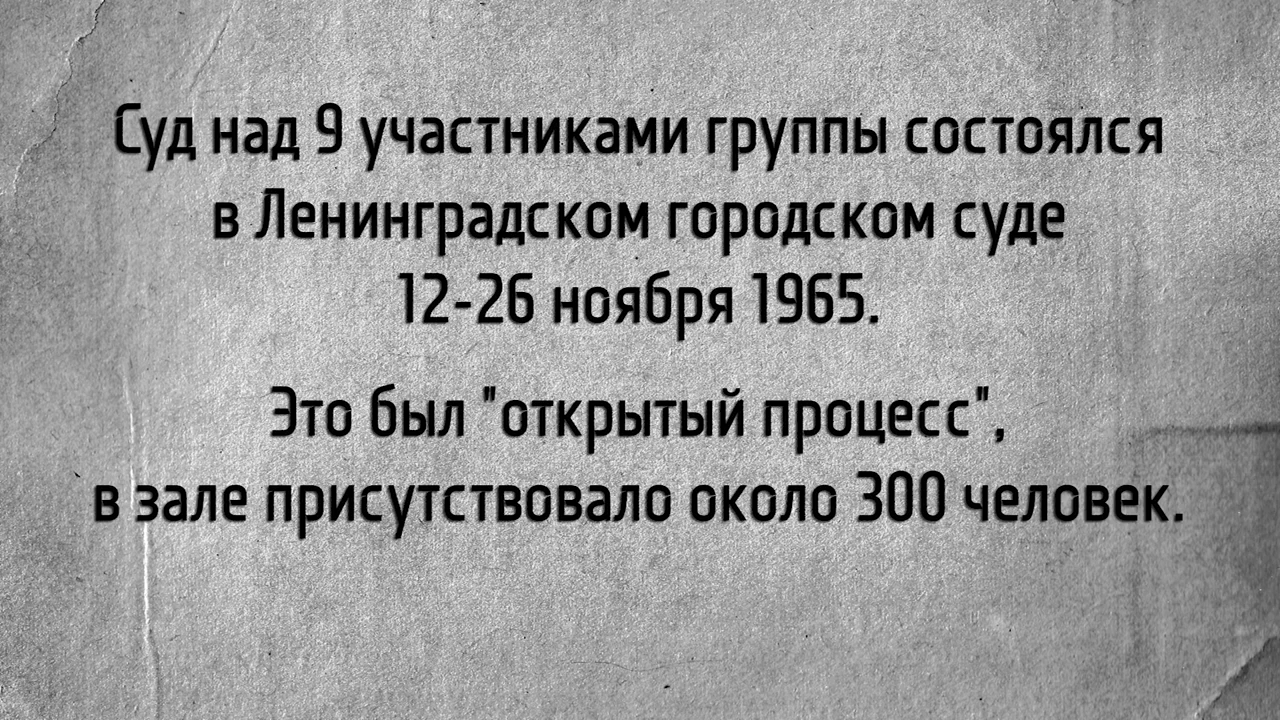 Суд над 9 участниками группы состоялся
в Ленинградском городском суде
12-26 ноября 1965.
Это был "открытый процесс",
в зале присутствовало около 300 человек.